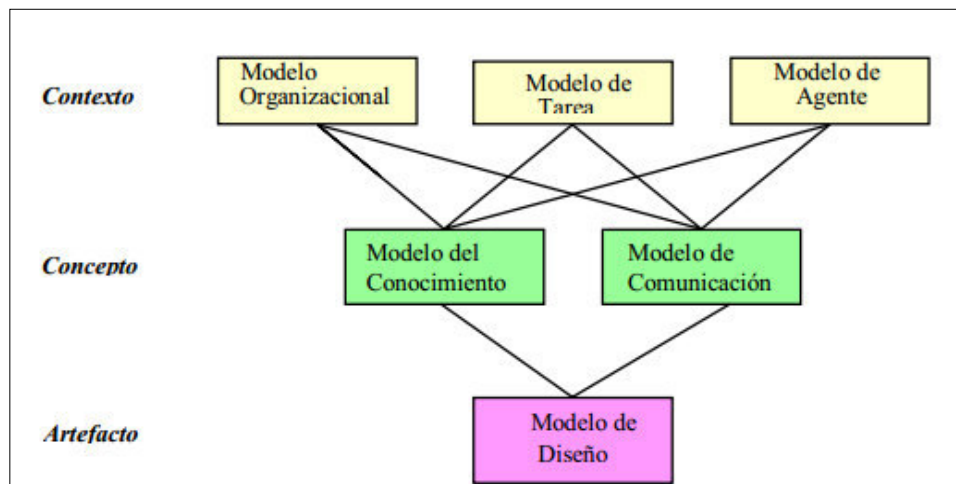 Contexto
Modelo
Organizacional
Modelo de
Tarea
Modelo de
Agente
Concepto
Modelo del
Conocimiento
Modelo de
Comunicación
Artefacto
Modelo de
Diseño